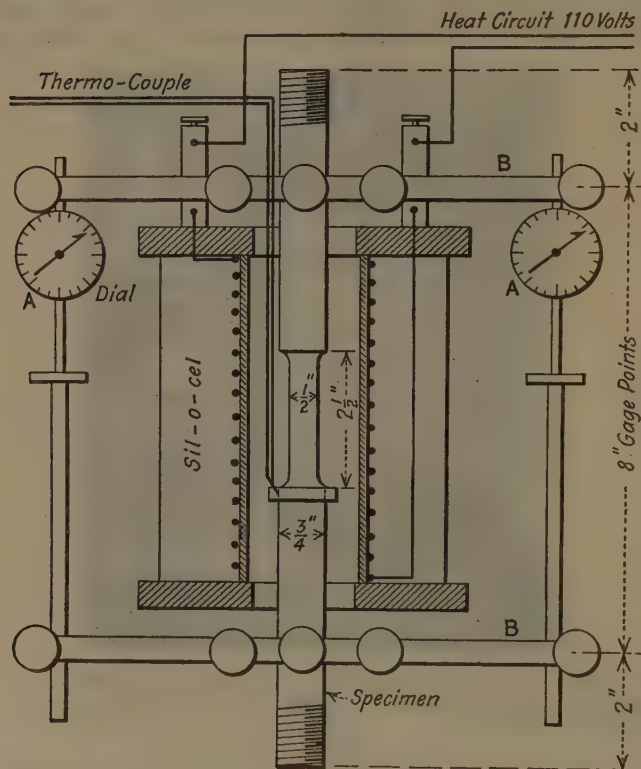 Heat Circuit 110 Volts
Thermo-Couple
2"
B
A
Dial
A
Sil-o-cel
1/2"
2 1/2"
8" Gage Points
3/4"
B
Specimen
2"